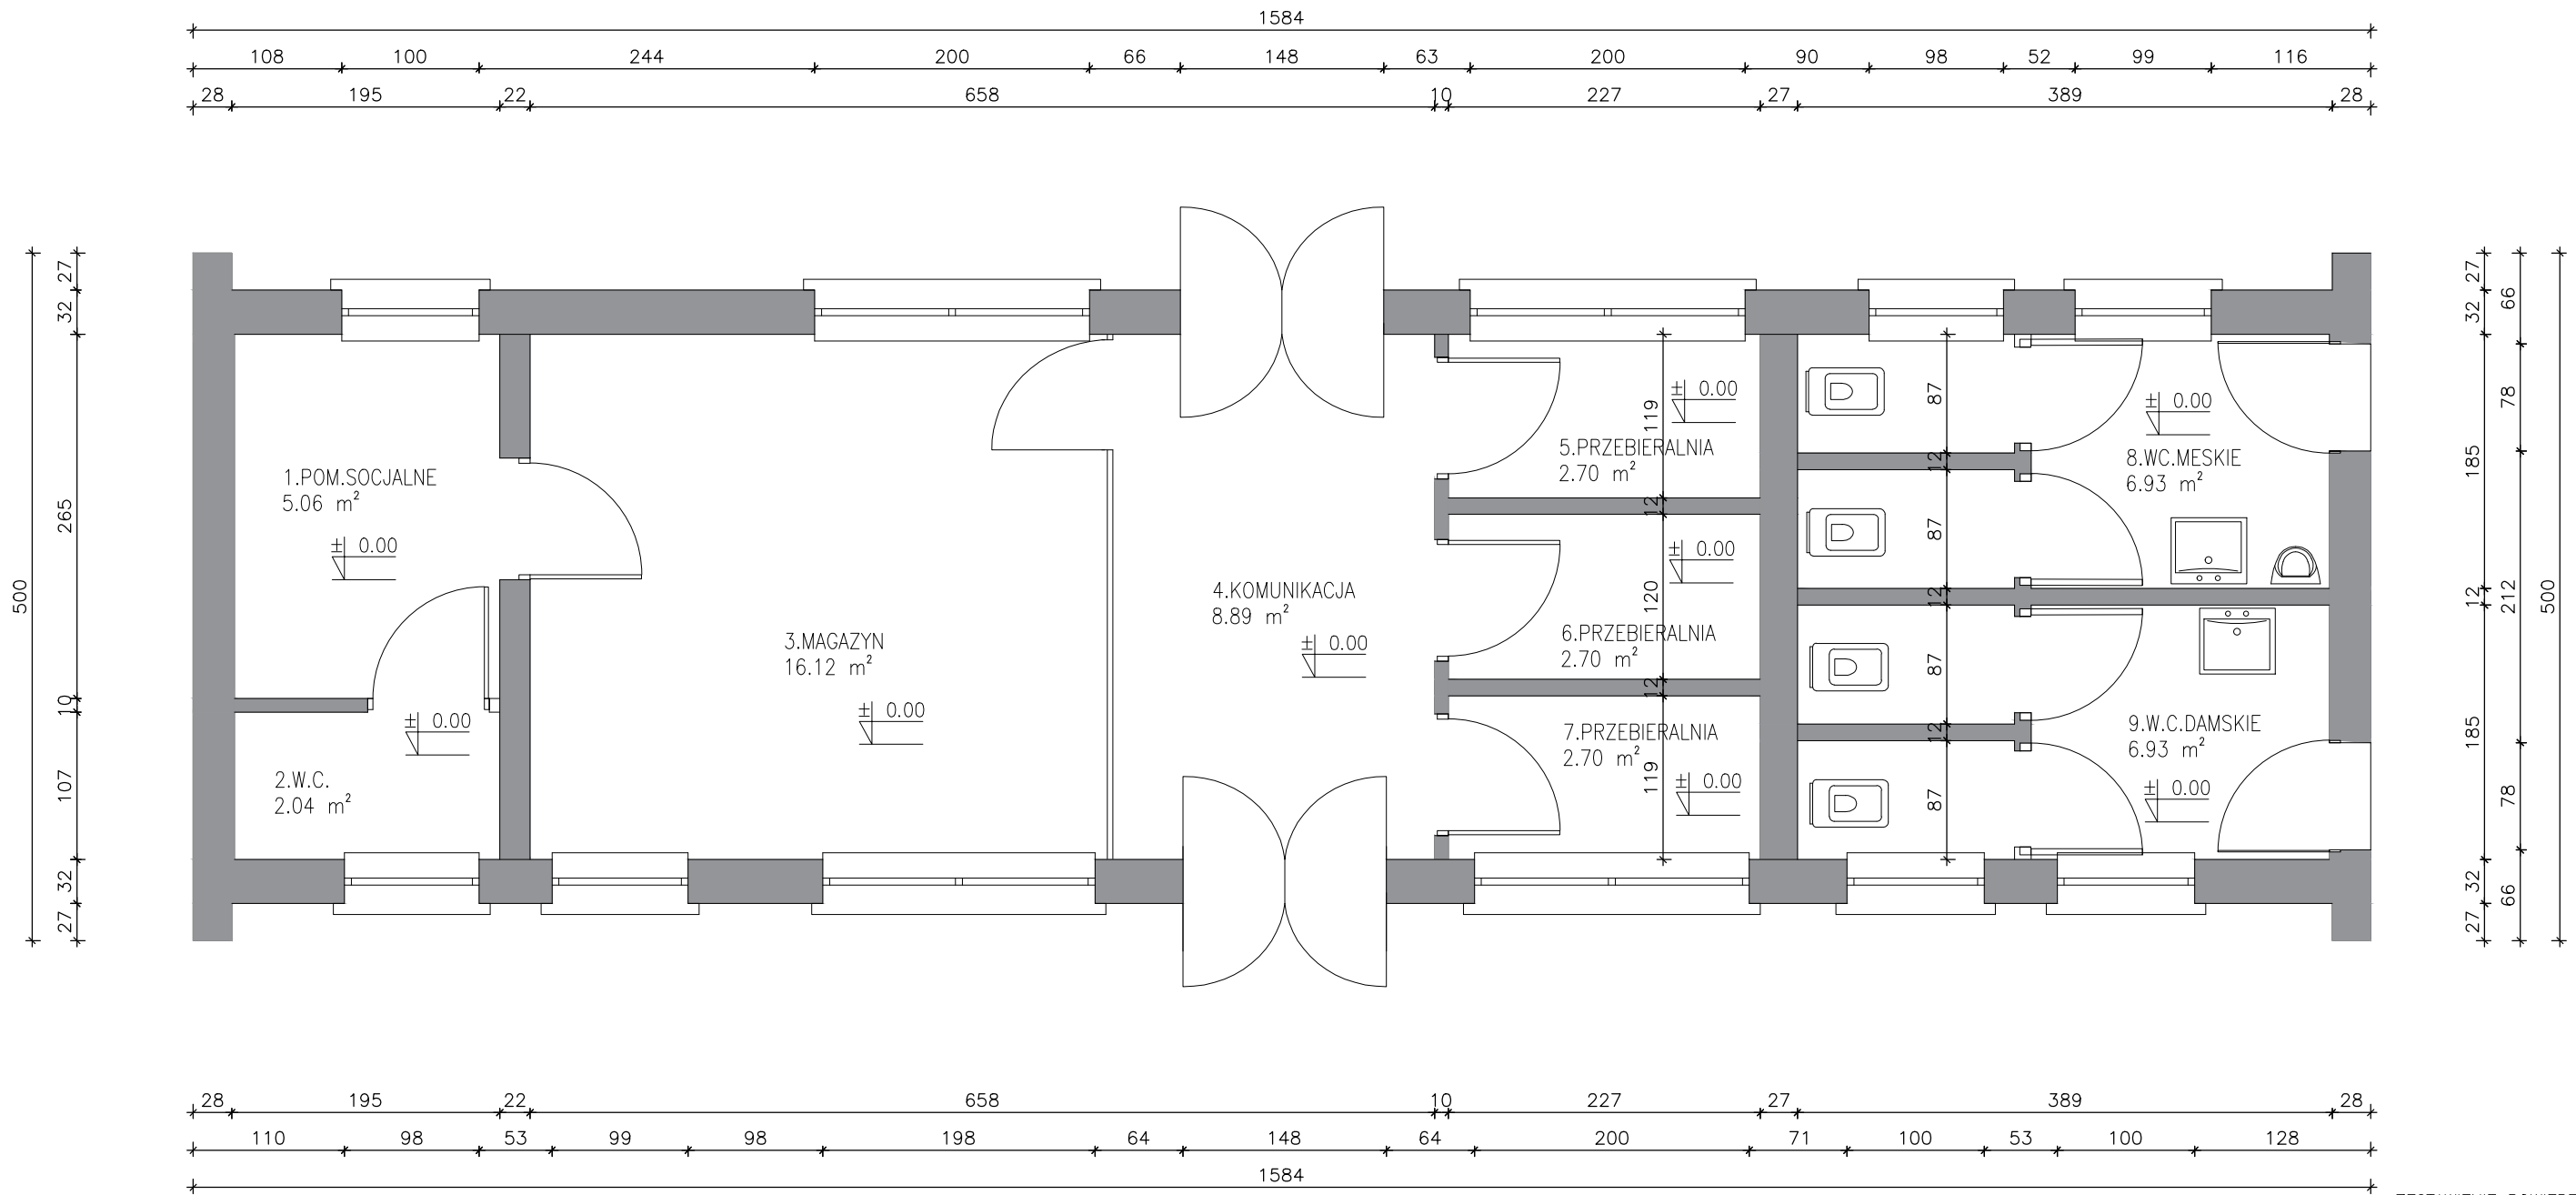 1584
108 100 244 200 66 148 63 200 90 98 52 99 116
28 195 22 658 10 227 27 389 28
500
27
32
265
10
107
32
27
1.POM.SOCJALNE
5.06 m²
± 0.00
± 0.00
2.W.C.
2.04 m²
3.MAGAZYN
16.12 m²
± 0.00
4.KOMUNIKACJA
8.89 m²
± 0.00
± 0.00
119
5.PRZEBIERALNIA
2.70 m²
12
± 0.00
120
6.PRZEBIERALNIA
2.70 m²
12
7.PRZEBIERALNIA
2.70 m²
119
± 0.00
87
12
87
12
87
12
87
± 0.00
8.WC.MESKIE
6.93 m²
9.W.C.DAMSKIE
6.93 m²
± 0.00
27
32
185
12
185
32
27
66
78
212
78
66
500
28 195 22 658 10 227 27 389 28
110 98 53 99 98 198 64 148 64 200 71 100 53 100 128
1584